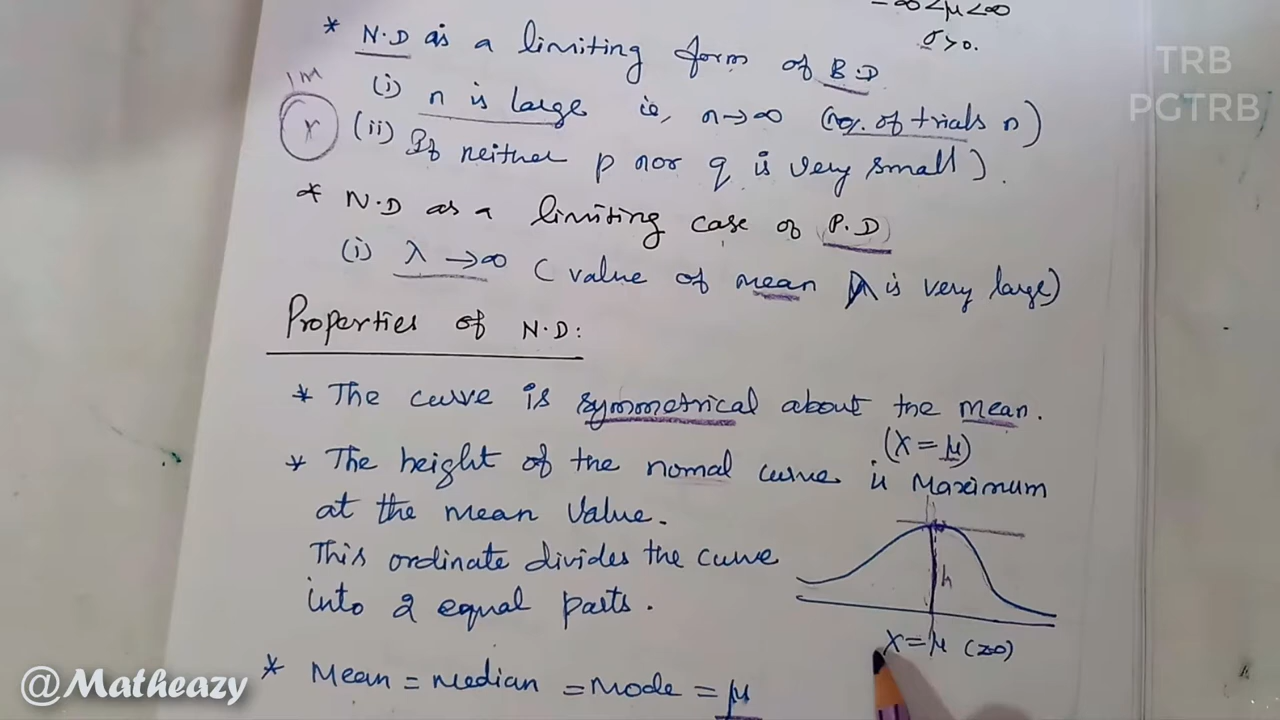 -∞<μ<∞
σ>0.
TRB
PGTRB
* N.D as a limiting form of B.D
1M
(i) n is large ie, n→∞ (no. of trials n)
(ii) If neither p nor q is very small).
* N.D as a limiting case of P.D
(i) λ →∞ ( value of mean λ is very large)
Properties of N.D:
* The curve is symmetrical about the mean.
(X = μ)
* The height of the nomal curve is Maximum
at the mean value.
This ordinate divides the curve
into 2 equal parts.
h
X = μ (z=0)
* Mean = median = Mode = μ
@Matheazy